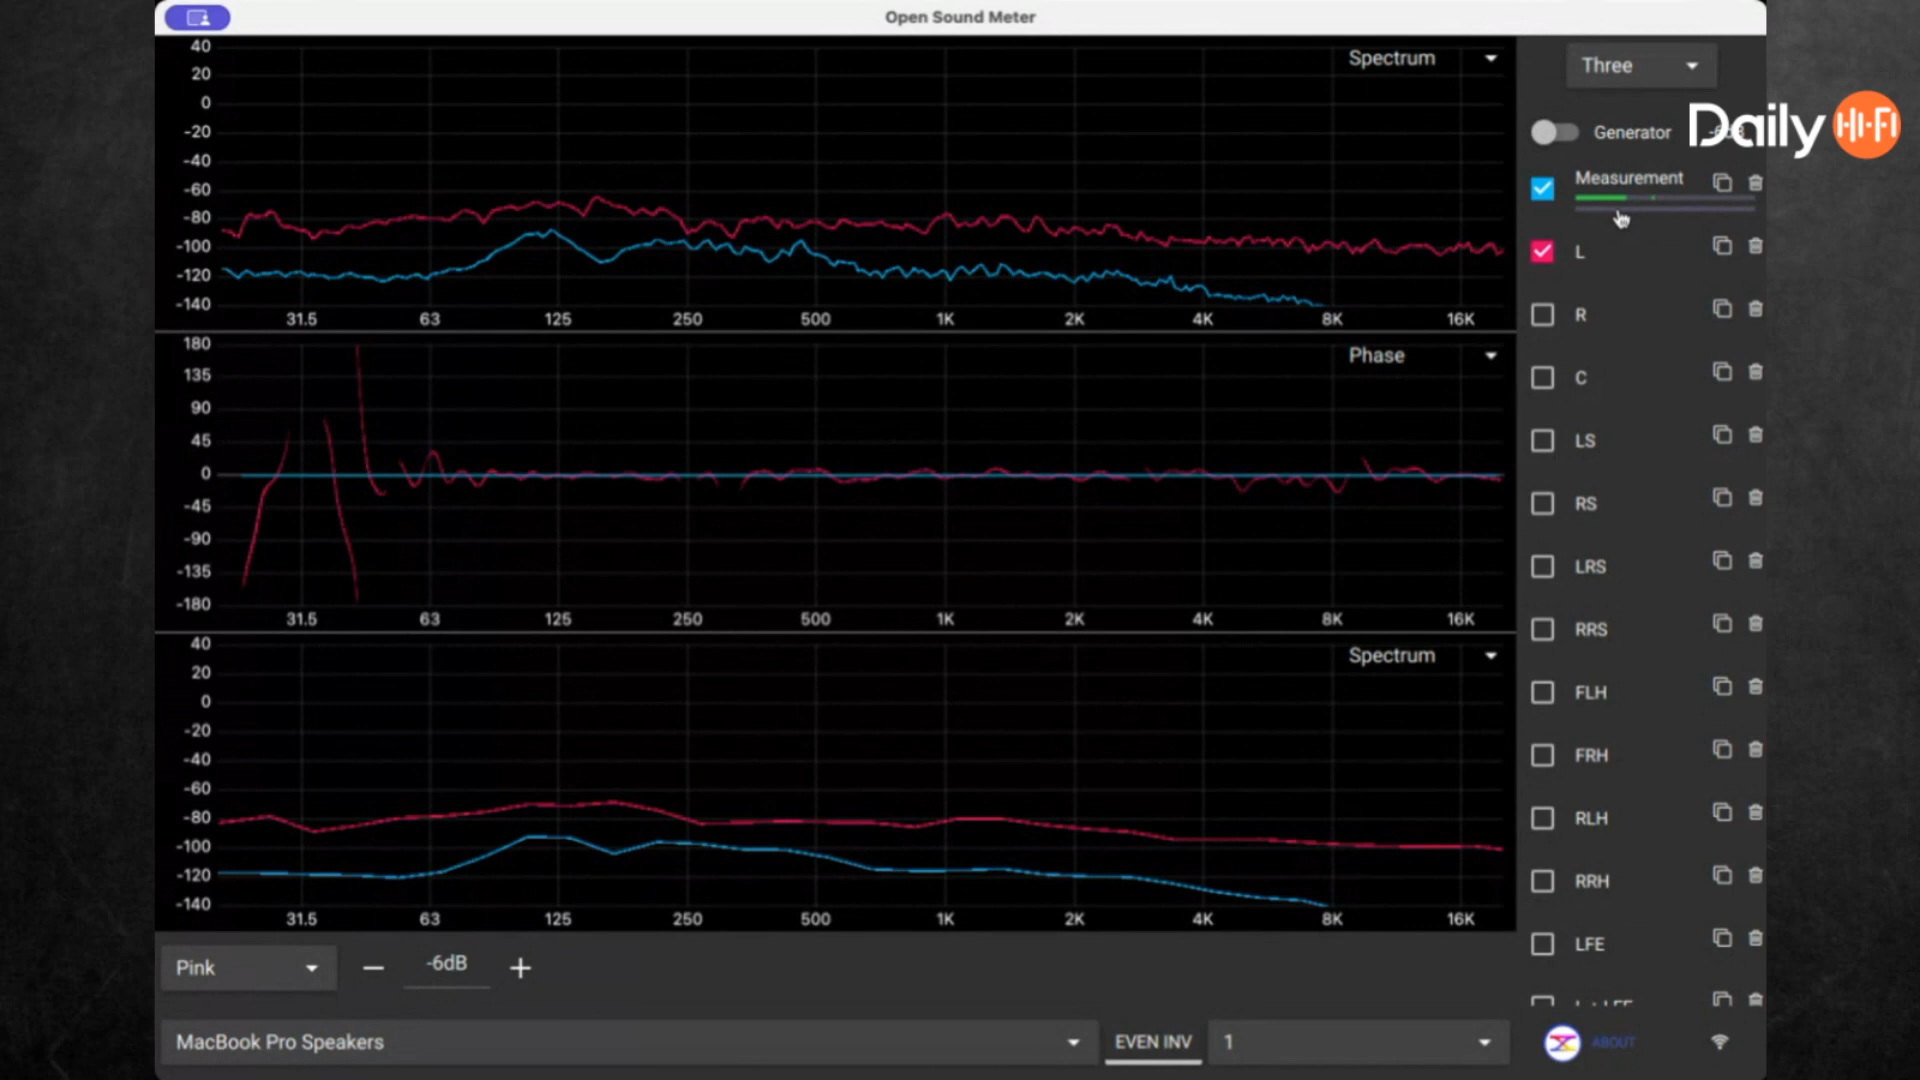 Open Sound Meter
40
20
0
-20
-40
-60
-80
-100
-120
-140
Spectrum
31.5 63 125 250 500 1K 2K 4K 8K 16K
180
135
90
45
0
-45
-90
-135
-180
Phase
31.5 63 125 250 500 1K 2K 4K 8K 16K
40
20
0
-20
-40
-60
-80
-100
-120
-140
Spectrum
31.5 63 125 250 500 1K 2K 4K 8K 16K
Pink
-6dB
MacBook Pro Speakers
EVEN INV
1
Three
Generator
Daily HI-FI
Measurement
L
R
C
LS
RS
LRS
RRS
FLH
FRH
RLH
RRH
LFE
ABOUT